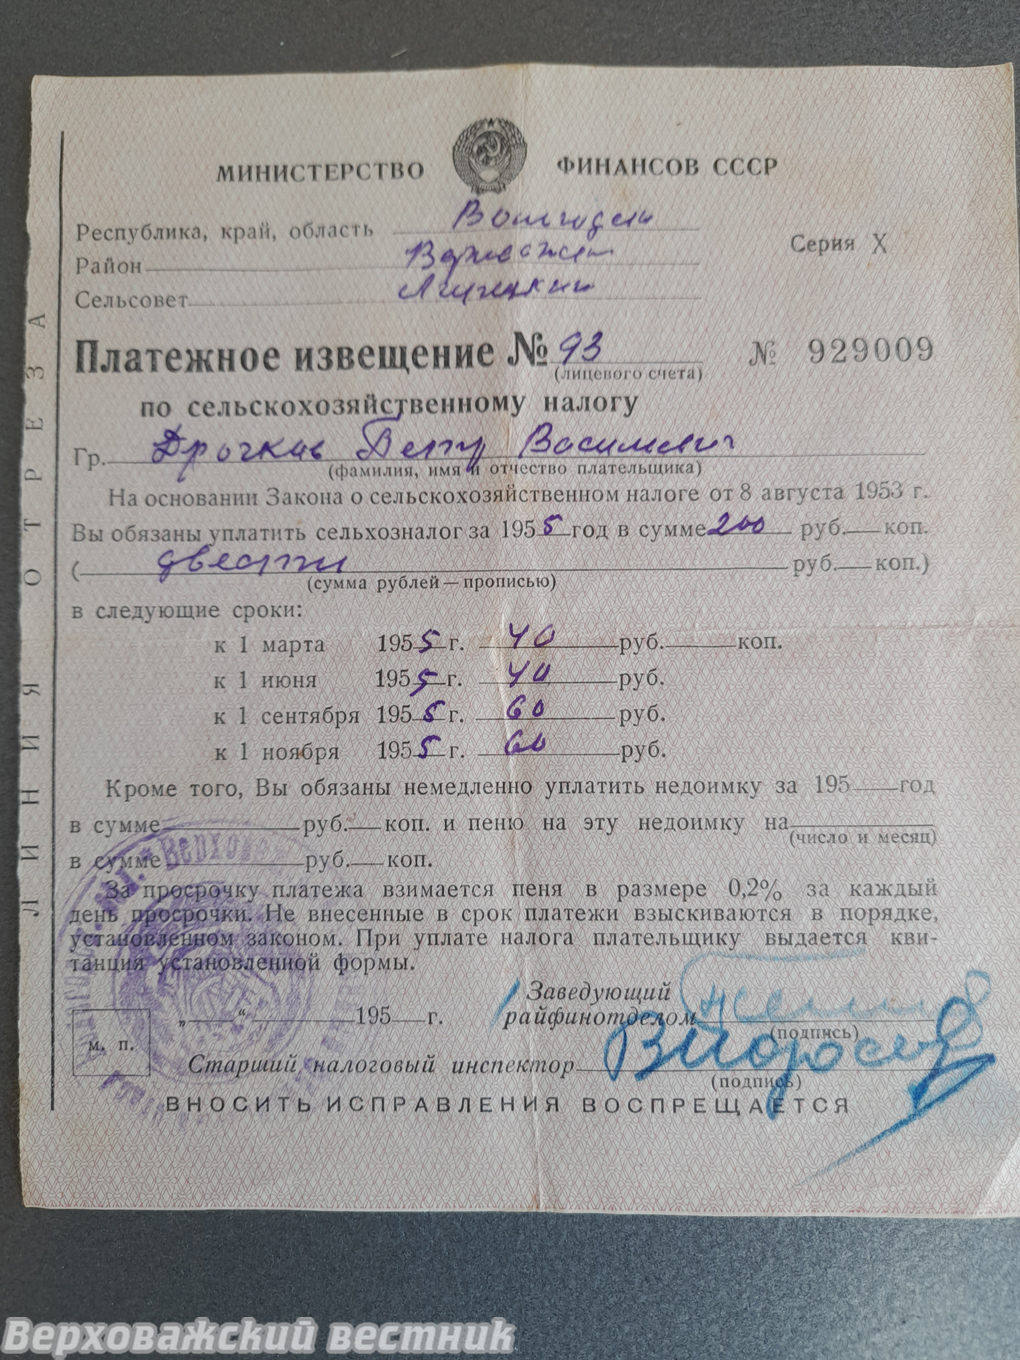 МИНИСТЕРСТВО ФИНАНСОВ СССР
Республика, край, область Вологодск
Район Верховажск
Сельсовет
Серия X
Платежное извещение № 93 № 929009
(лицевого счета)
по сельскохозяйственному налогу
Гр. Васильевич
(фамилия, имя и отчество плательщика)
На основании Закона о сельскохозяйственном налоге от 8 августа 1953 г.
Вы обязаны уплатить сельхозналог за 1955 год в сумме 200 руб. — коп.
( двести руб. — коп.)
(сумма рублей — прописью)
в следующие сроки:
к 1 марта 1955 г. 40 руб. коп.
к 1 июня 1955 г. 40 руб.
к 1 сентября 1955 г. 60 руб.
к 1 ноября 1955 г. 60 руб.
Кроме того, Вы обязаны немедленно уплатить недоимку за 195 год
в сумме руб. коп. и пеню на эту недоимку на
(число и месяц)
в сумме руб. коп.
За просрочку платежа взимается пеня в размере 0,2% за каждый
день просрочки. Не внесенные в срок платежи взыскиваются в порядке,
установленном законом. При уплате налога плательщику выдается кви-
танция установленной формы.
Заведующий
„ “ 195 г. райфинотделом
(подпись)
м. п.
Старший налоговый инспектор
(подпись)
ВНОСИТЬ ИСПРАВЛЕНИЯ ВОСПРЕЩАЕТСЯ
ЛИНИЯ ОТРЕЗА
Верховажский вестник